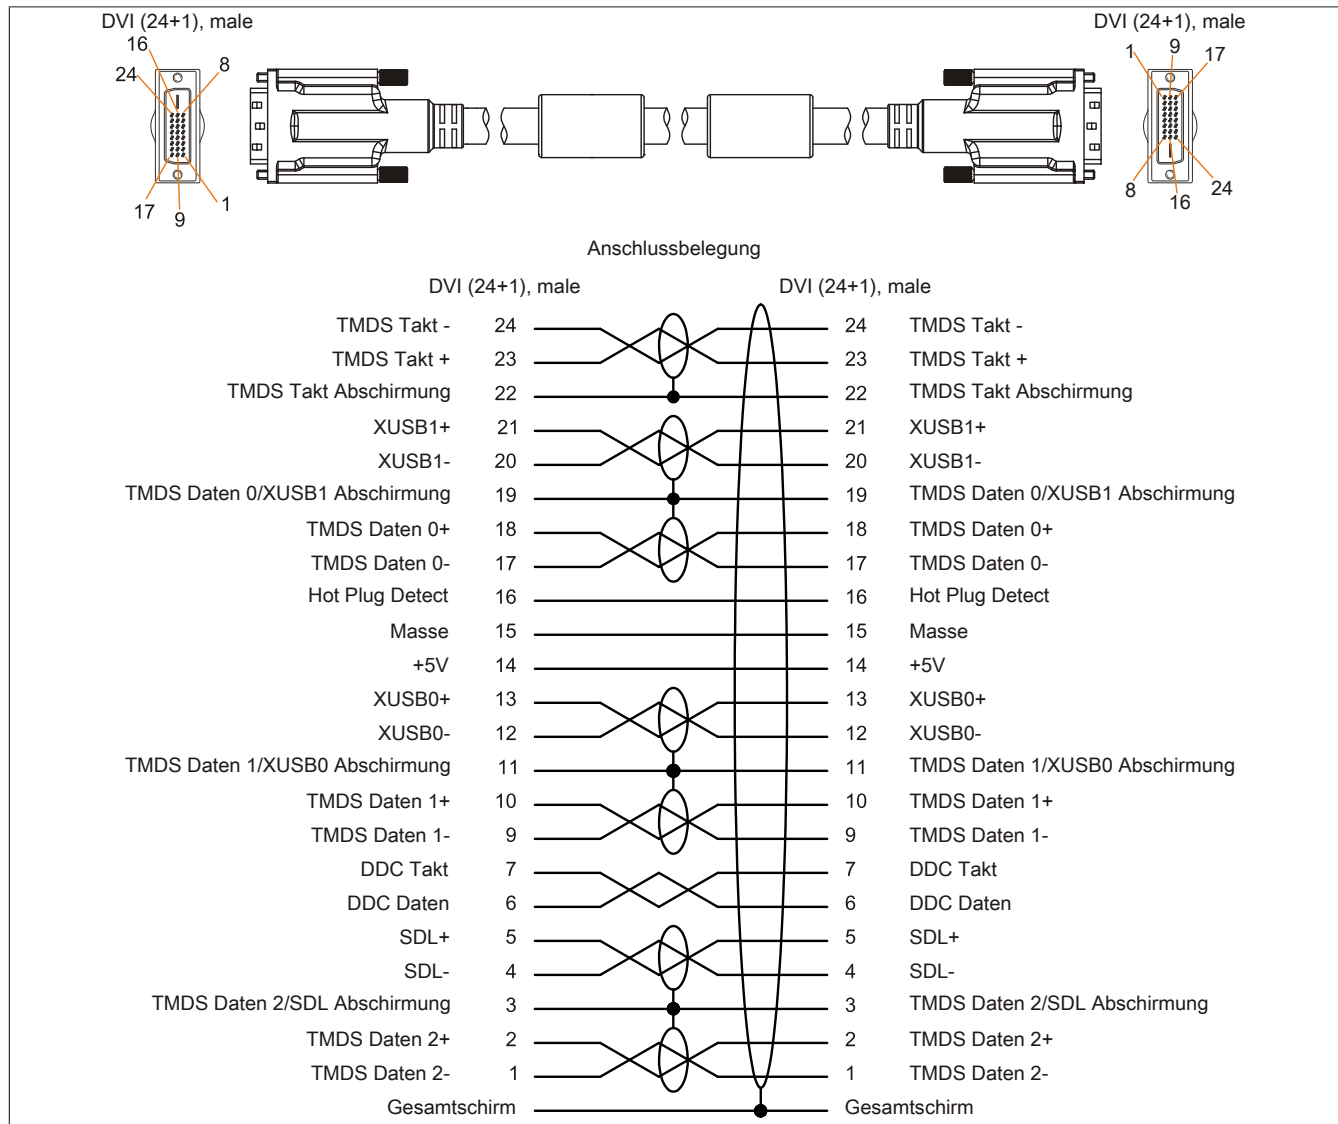 DVI (24+1), male DVI (24+1), male
16 8 24 17 9 1
1 9 17 8 16 24
Anschlussbelegung
DVI (24+1), male DVI (24+1), male
TMDS Takt - 24 24 TMDS Takt -
TMDS Takt + 23 23 TMDS Takt +
TMDS Takt Abschirmung 22 22 TMDS Takt Abschirmung
XUSB1+ 21 21 XUSB1+
XUSB1- 20 20 XUSB1-
TMDS Daten 0/XUSB1 Abschirmung 19 19 TMDS Daten 0/XUSB1 Abschirmung
TMDS Daten 0+ 18 18 TMDS Daten 0+
TMDS Daten 0- 17 17 TMDS Daten 0-
Hot Plug Detect 16 16 Hot Plug Detect
Masse 15 15 Masse
+5V 14 14 +5V
XUSB0+ 13 13 XUSB0+
XUSB0- 12 12 XUSB0-
TMDS Daten 1/XUSB0 Abschirmung 11 11 TMDS Daten 1/XUSB0 Abschirmung
TMDS Daten 1+ 10 10 TMDS Daten 1+
TMDS Daten 1- 9 9 TMDS Daten 1-
DDC Takt 7 7 DDC Takt
DDC Daten 6 6 DDC Daten
SDL+ 5 5 SDL+
SDL- 4 4 SDL-
TMDS Daten 2/SDL Abschirmung 3 3 TMDS Daten 2/SDL Abschirmung
TMDS Daten 2+ 2 2 TMDS Daten 2+
TMDS Daten 2- 1 1 TMDS Daten 2-
Gesamtschirm Gesamtschirm